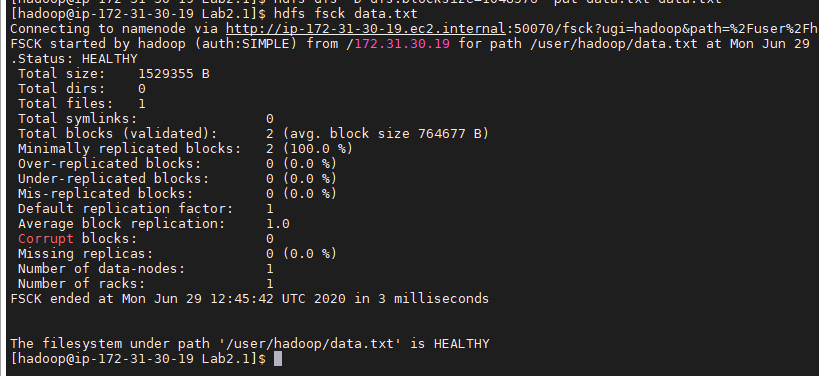 [hadoop@ip-172-31-30-19 Lab2.1]$ hdfs dfs -D dfs.blocksize=1048576 -put data.txt data.txt
[hadoop@ip-172-31-30-19 Lab2.1]$ hdfs fsck data.txt
Connecting to namenode via http://ip-172-31-30-19.ec2.internal:50070/fsck?ugi=hadoop&path=%2Fuser%2Fh
FSCK started by hadoop (auth:SIMPLE) from /172.31.30.19 for path /user/hadoop/data.txt at Mon Jun 29
.Status: HEALTHY
Total size: 1529355 B
Total dirs: 0
Total files: 1
Total symlinks: 0
Total blocks (validated): 2 (avg. block size 764677 B)
Minimally replicated blocks: 2 (100.0 %)
Over-replicated blocks: 0 (0.0 %)
Under-replicated blocks: 0 (0.0 %)
Mis-replicated blocks: 0 (0.0 %)
Default replication factor: 1
Average block replication: 1.0
Corrupt blocks: 0
Missing replicas: 0 (0.0 %)
Number of data-nodes: 1
Number of racks: 1
FSCK ended at Mon Jun 29 12:45:42 UTC 2020 in 3 milliseconds
The filesystem under path '/user/hadoop/data.txt' is HEALTHY
[hadoop@ip-172-31-30-19 Lab2.1]$